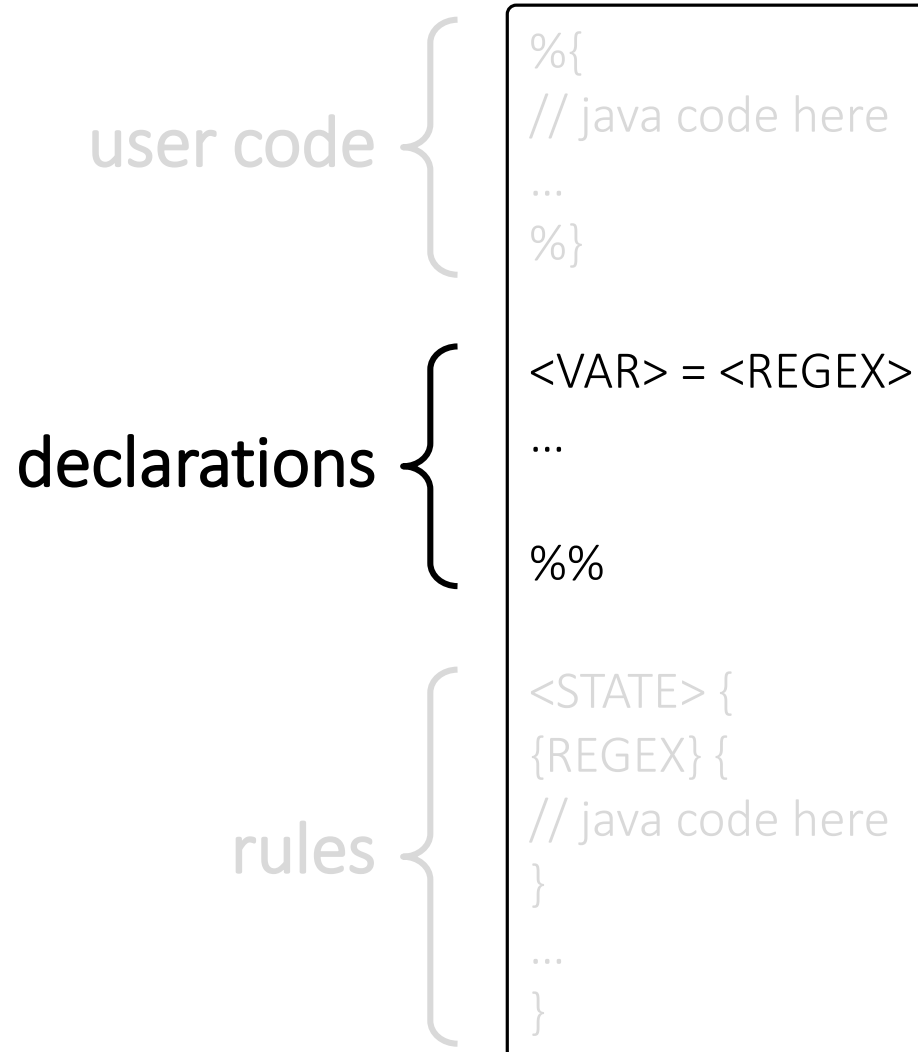 user code
%{
// java code here
...
%}
declarations
<VAR> = <REGEX>
...
%%
rules
<STATE> {
{REGEX} {
// java code here
}
...
}